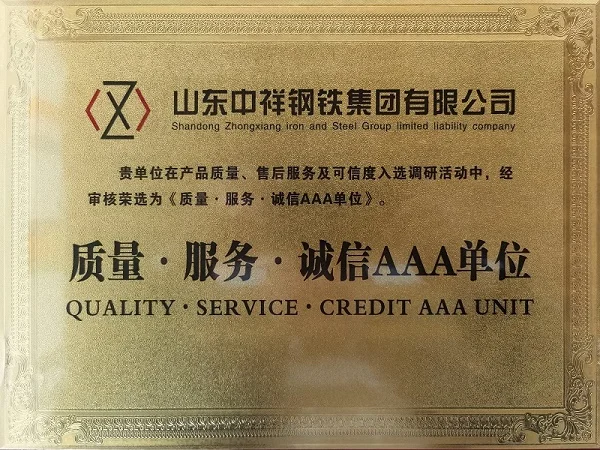 山东中祥钢铁集团有限公司
Shandong Zhongxiang iron and Steel Group limited liability company
贵单位在产品质量、售后服务及可信度入选调研活动中，经
审核荣选为《质量·服务·诚信AAA单位》。
质量·服务·诚信AAA单位
QUALITY·SERVICE·CREDIT AAA UNIT